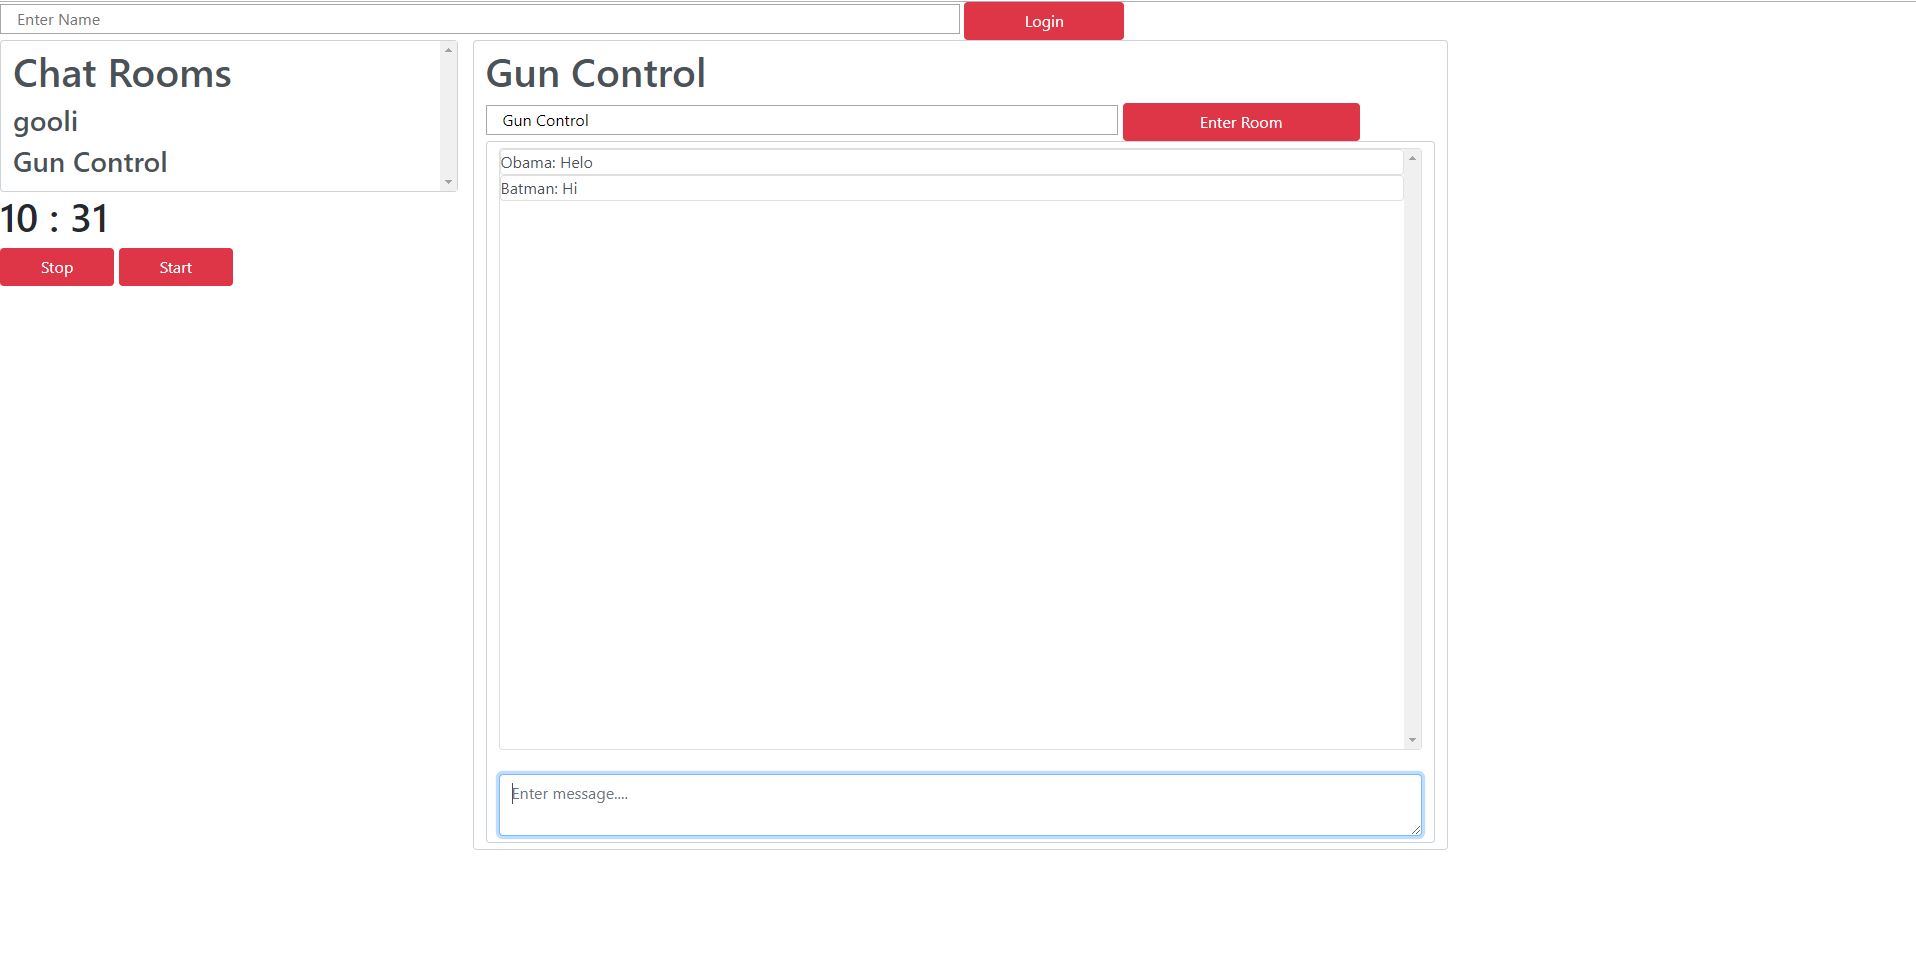 Enter Name
Login
Chat Rooms
gooli
Gun Control
10 : 31
Stop
Start
Gun Control
Gun Control
Enter Room
Obama: Helo
Batman: Hi
Enter message....